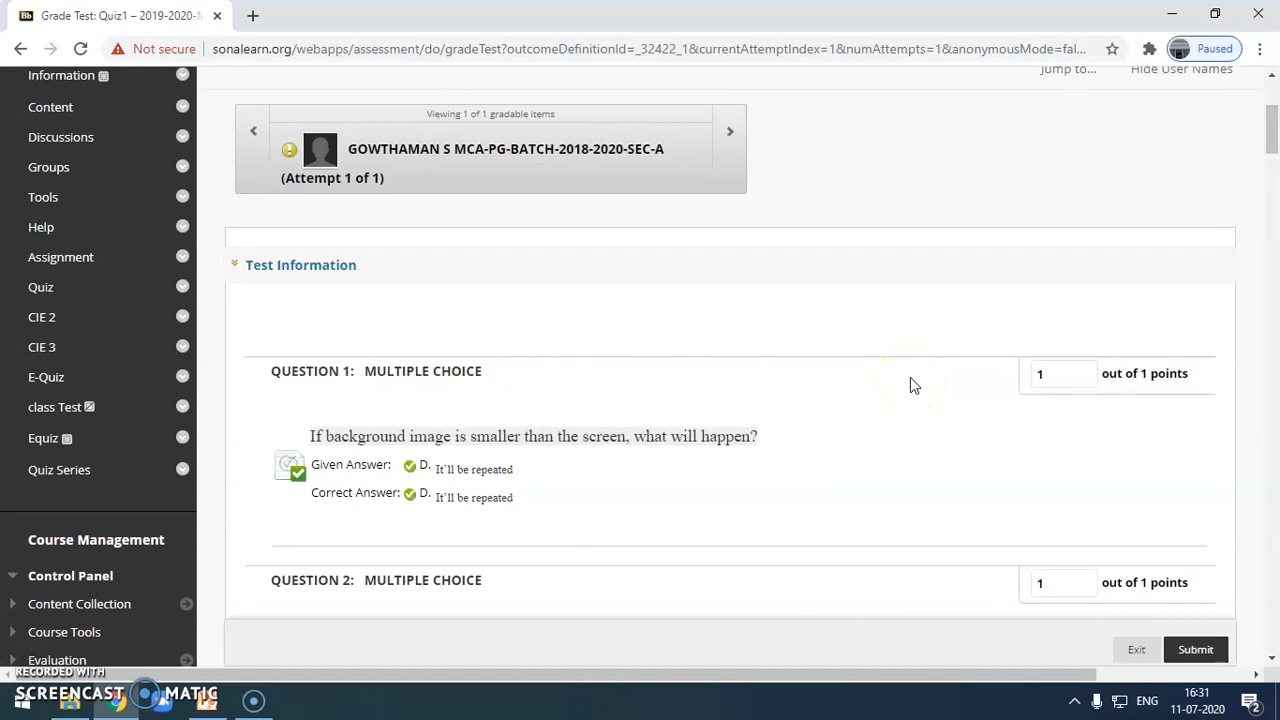 Bb Grade Test: Quiz1 – 2019-2020-M
Not secure sonalearn.org/webapps/assessment/do/gradeTest?outcomeDefinitionId=_32422_1&currentAttemptIndex=1&numAttempts=1&anonymousMode=fal... Paused
Information
Content
Discussions
Groups
Tools
Help
Assignment
Quiz
CIE 2
CIE 3
E-Quiz
class Test
Equiz
Quiz Series
Course Management
Control Panel
Content Collection
Course Tools
Evaluation
Jump to... Hide User Names
Viewing 1 of 1 gradable items
GOWTHAMAN S MCA-PG-BATCH-2018-2020-SEC-A
(Attempt 1 of 1)
Test Information
QUESTION 1: MULTIPLE CHOICE 1 out of 1 points
If background image is smaller than the screen, what will happen?
Given Answer: D. It`ll be repeated
Correct Answer: D. It`ll be repeated
QUESTION 2: MULTIPLE CHOICE 1 out of 1 points
Exit Submit
RECORDED WITH
SCREENCAST MATIC
ENG
16:31
11-07-2020
2